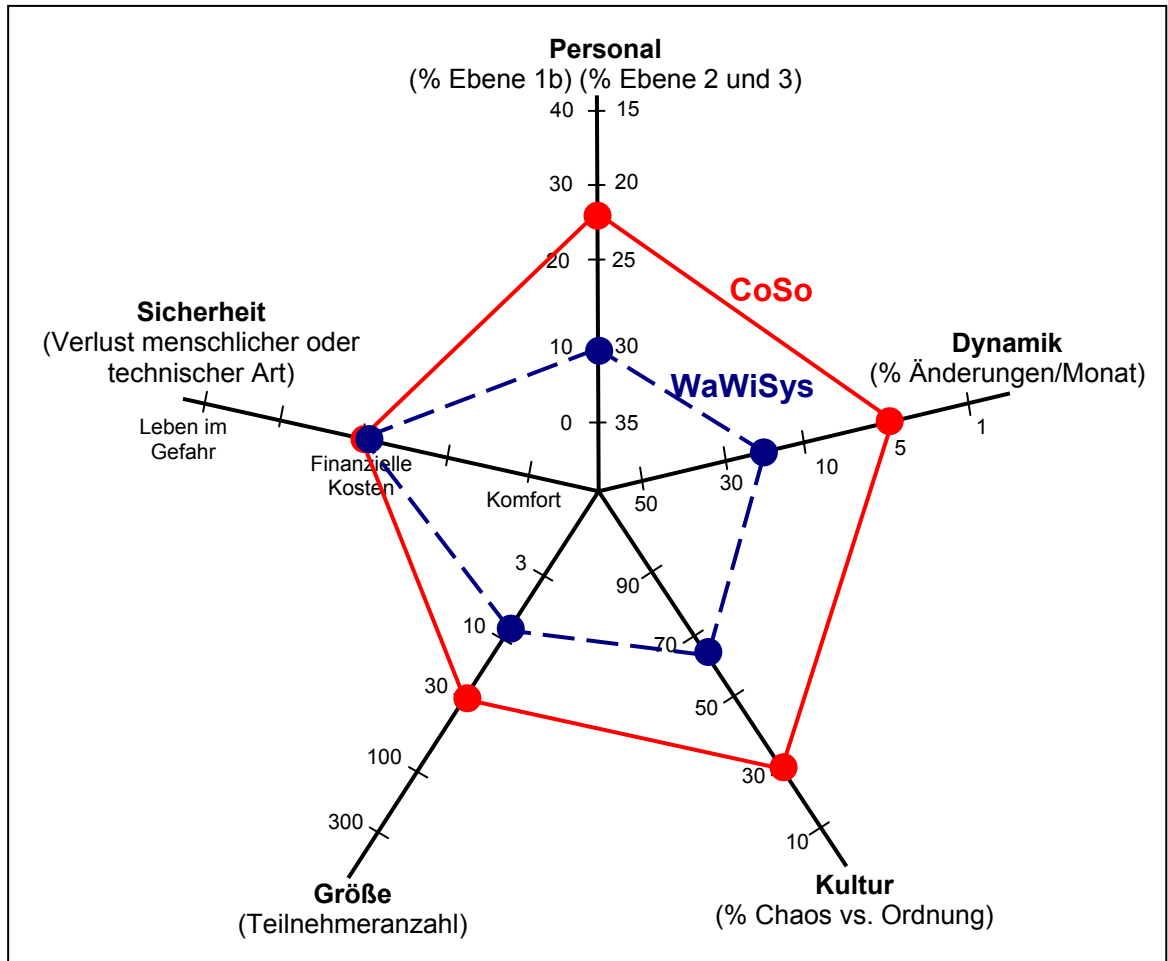 Personal
(% Ebene 1b) (% Ebene 2 und 3)
40 15
30 20
20 25
CoSo
Sicherheit
(Verlust menschlicher oder
technischer Art)
Dynamik
(% Änderungen/Monat)
10 30
WaWiSys
Leben im
Gefahr
0 35
1
5
10
30
50
Finanzielle
Kosten
Komfort
3
90
10
70
30
50
100
30
300
10
Größe
(Teilnehmeranzahl)
Kultur
(% Chaos vs. Ordnung)